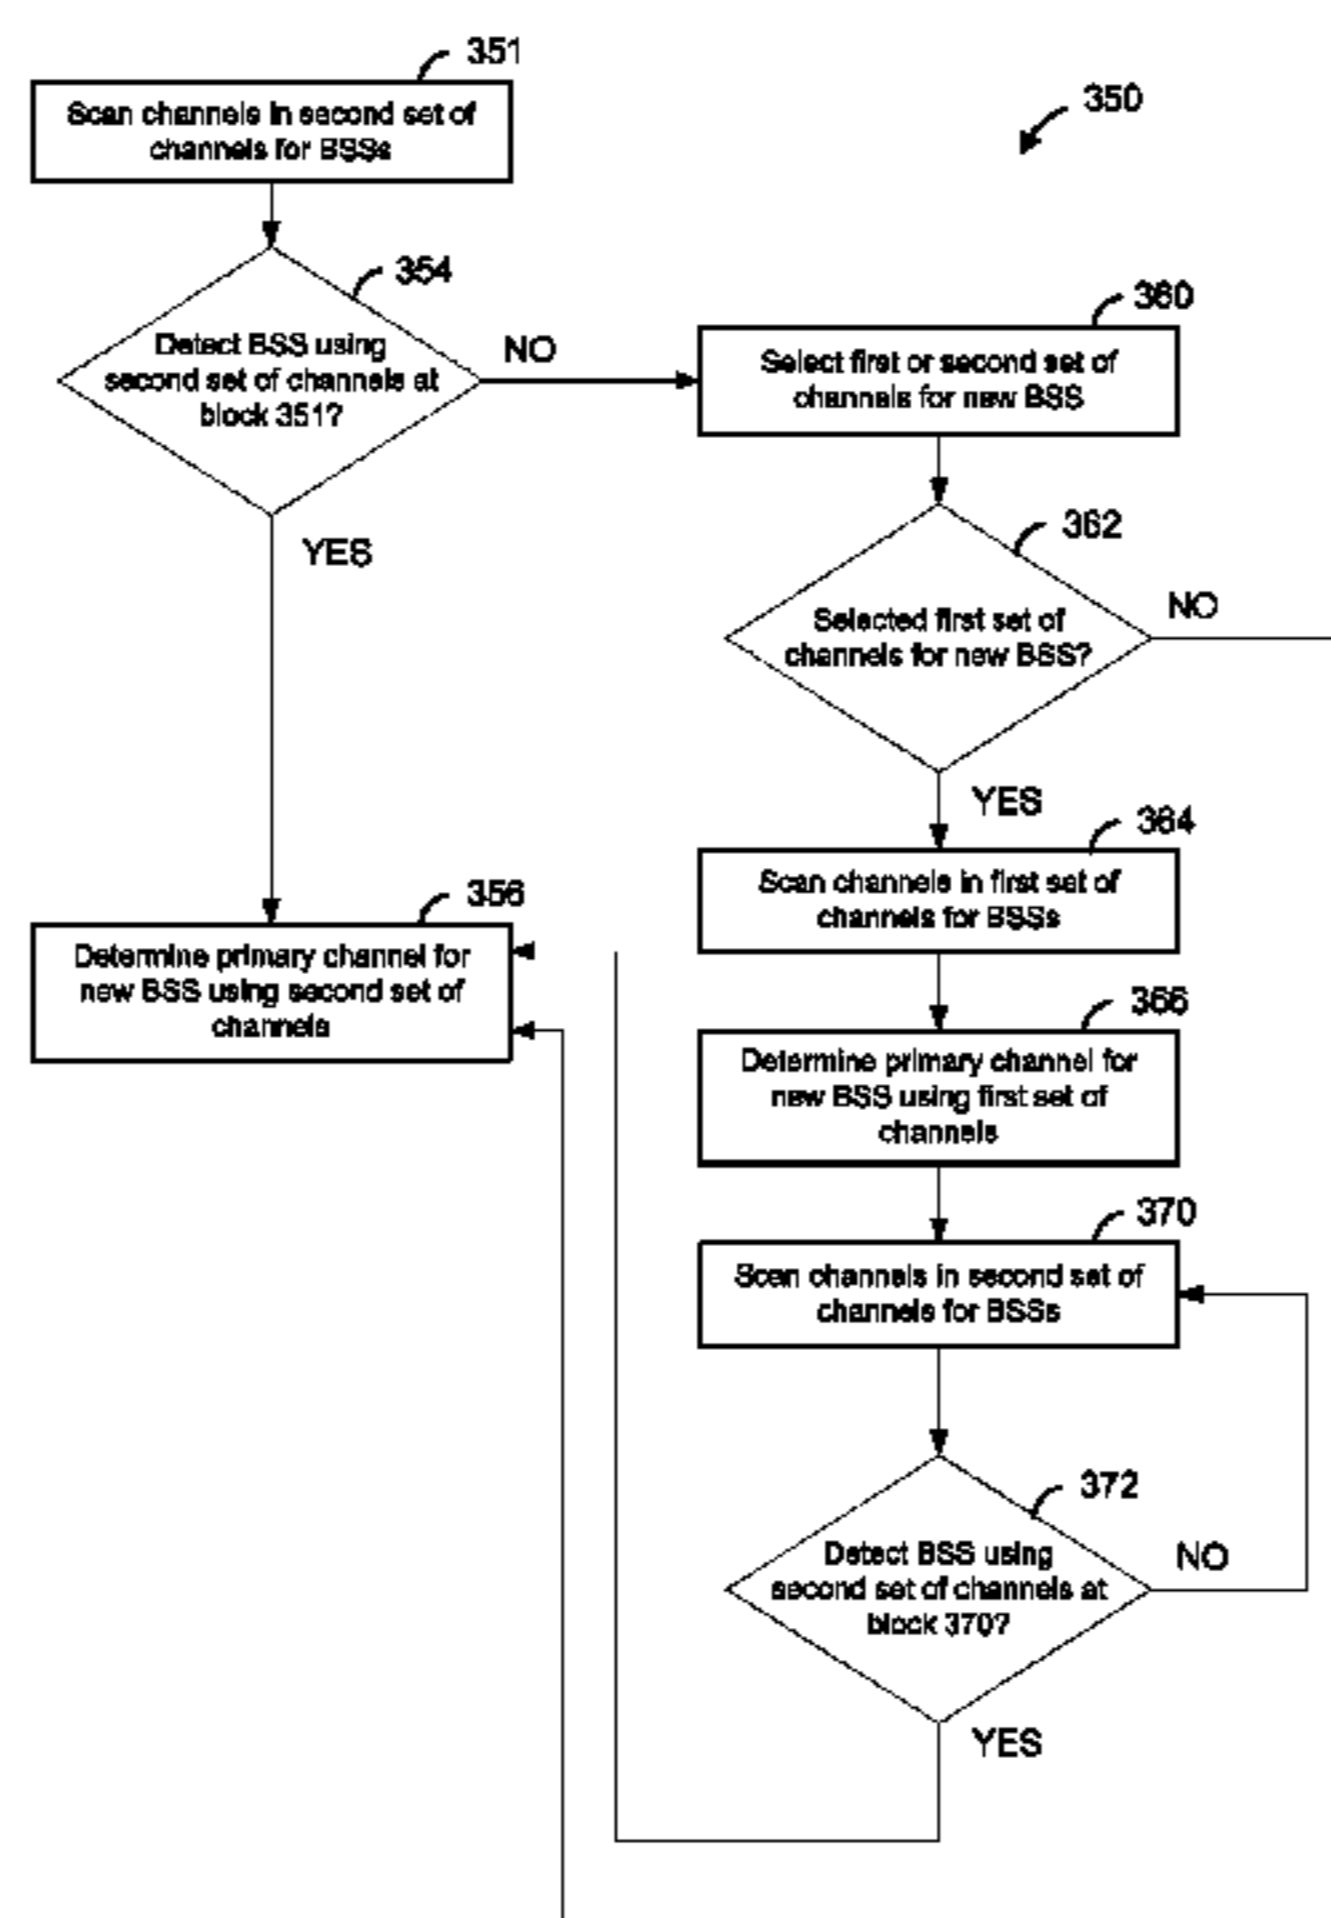 351
Scan channels in second set of
channels for BSSs
350
354
Detect BSS using
second set of channels at
block 351?
NO
YES
360
Select first or second set of
channels for new BSS
362
Selected first set of
channels for new BSS?
NO
YES
364
Scan channels in first set of
channels for BSSs
356
Determine primary channel for
new BSS using second set of
channels
366
Determine primary channel for
new BSS using first set of
channels
370
Scan channels in second set of
channels for BSSs
372
Detect BSS using
second set of channels at
block 370?
NO
YES